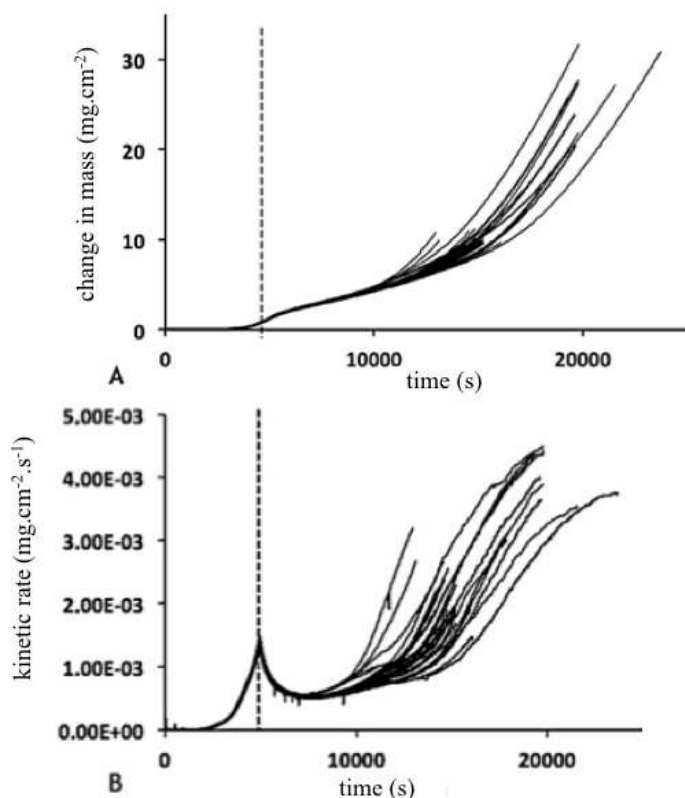 change in mass (mg.cm⁻²)
30
20
10
0
0 10000 20000
A
time (s)
kinetic rate (mg.cm⁻².s⁻¹)
5.00E-03
4.00E-03
3.00E-03
2.00E-03
1.00E-03
0.00E+00
0 10000 20000
B
time (s)